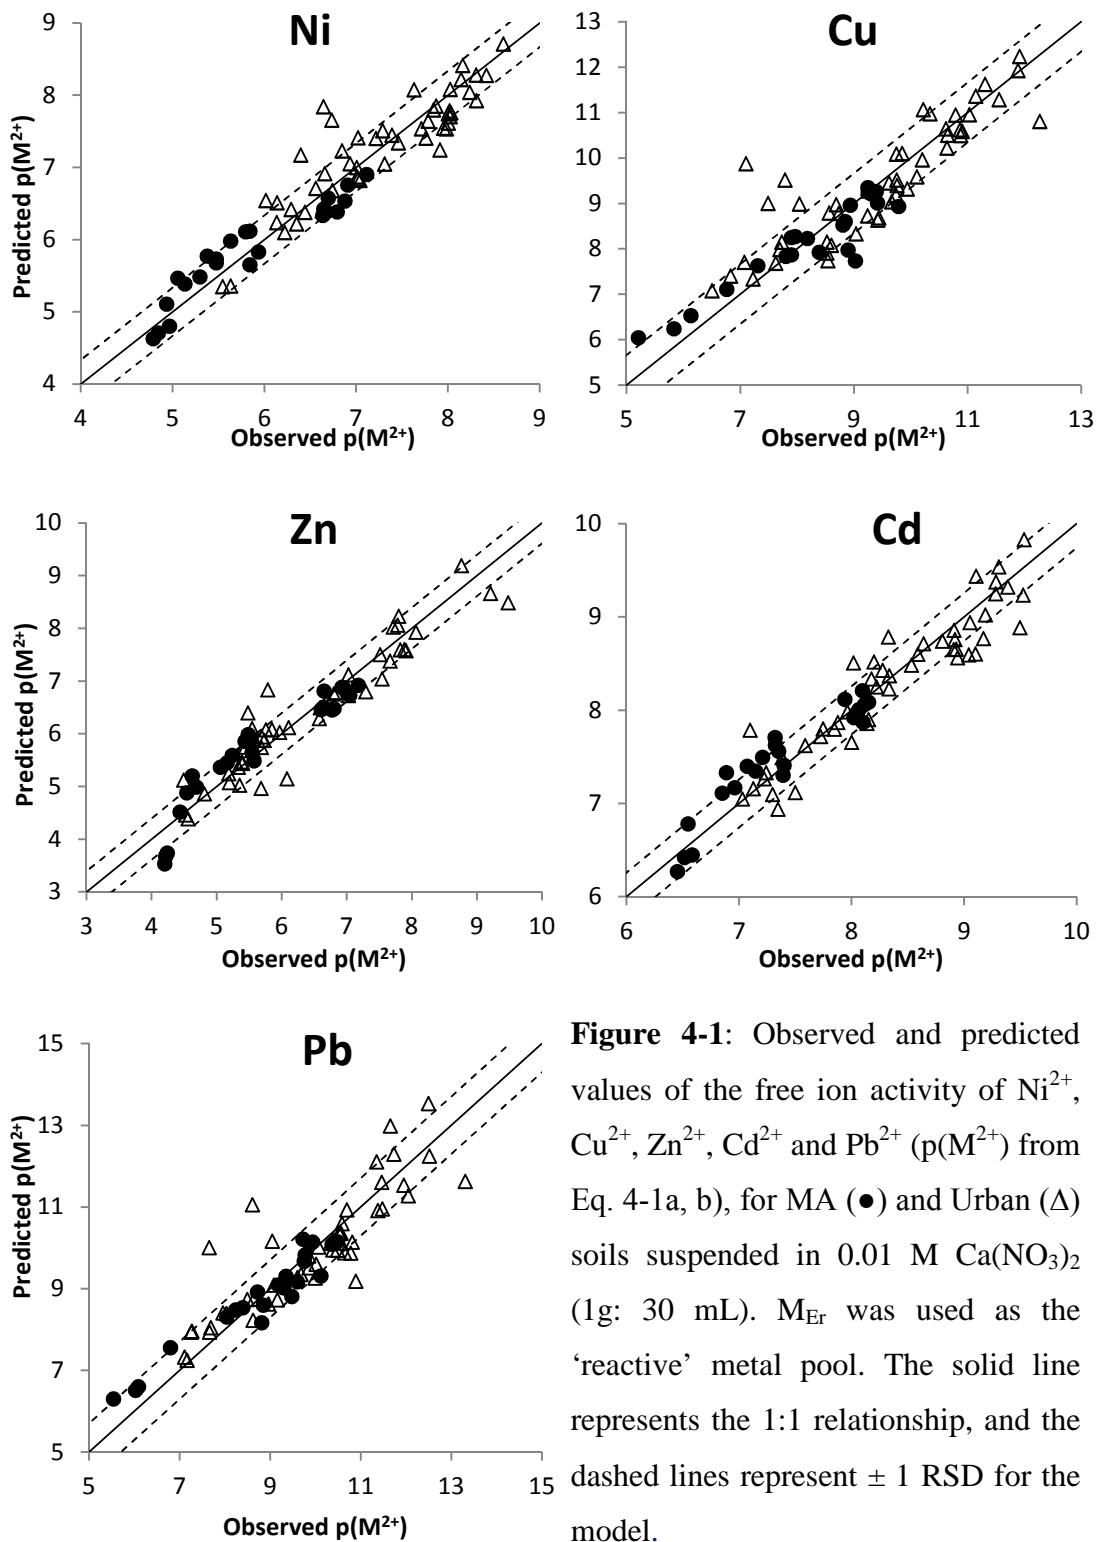 Ni
9
8
7
6
5
4
4 5 6 7 8 9
Predicted p(M²⁺)
Observed p(M²⁺)
Cu
13
12
11
10
9
8
7
6
5
5 7 9 11 13
Observed p(M²⁺)
Zn
10
9
8
7
6
5
4
3
3 4 5 6 7 8 9 10
Predicted p(M²⁺)
Observed p(M²⁺)
Cd
10
9
8
7
6
6 7 8 9 10
Observed p(M²⁺)
Pb
15
13
11
9
7
5
5 7 9 11 13 15
Predicted p(M²⁺)
Observed p(M²⁺)
Figure 4-1: Observed and predicted
values of the free ion activity of Ni²⁺,
Cu²⁺, Zn²⁺, Cd²⁺ and Pb²⁺ (p(M²⁺) from
Eq. 4-1a, b), for MA (●) and Urban (Δ)
soils suspended in 0.01 M Ca(NO₃)₂
(1g: 30 mL). M_Er was used as the
‘reactive’ metal pool. The solid line
represents the 1:1 relationship, and the
dashed lines represent ± 1 RSD for the
model.